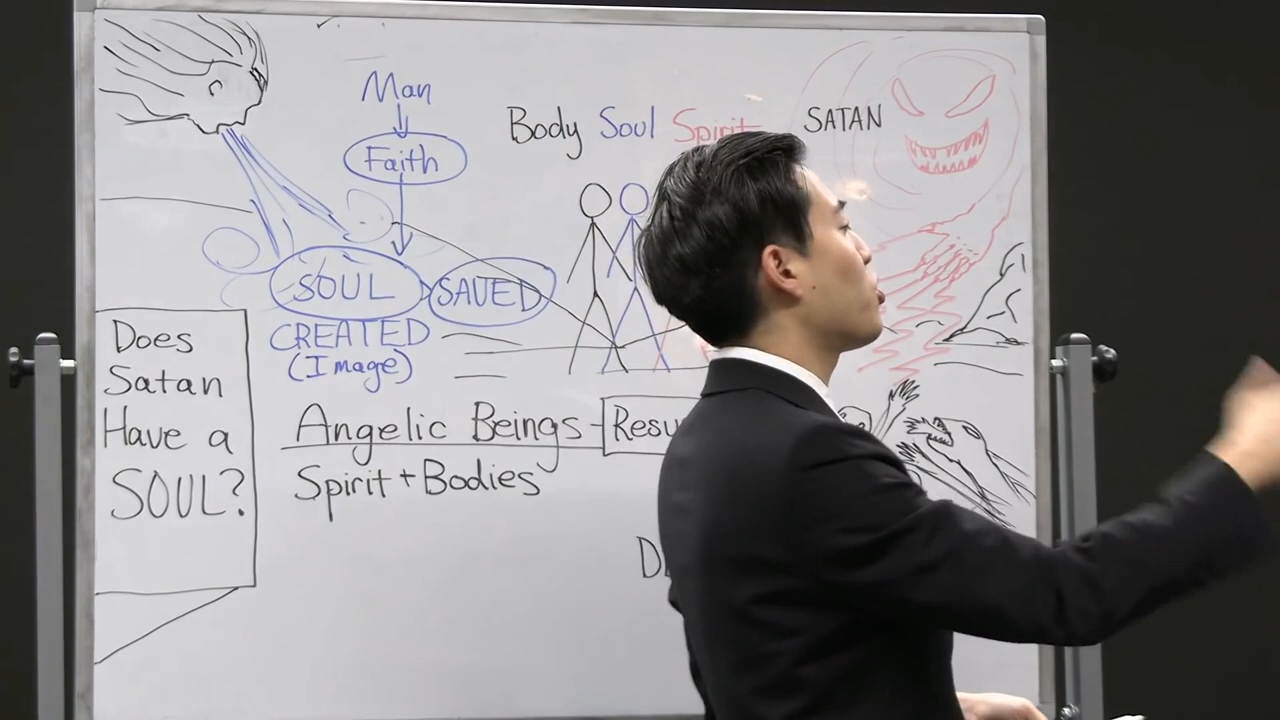 Man
Faith
Body Soul Spirit
SATAN
SOUL
SAVED
CREATED
(Image)
Does
Satan
Have a
SOUL?
Angelic Beings -
Spirit + Bodies